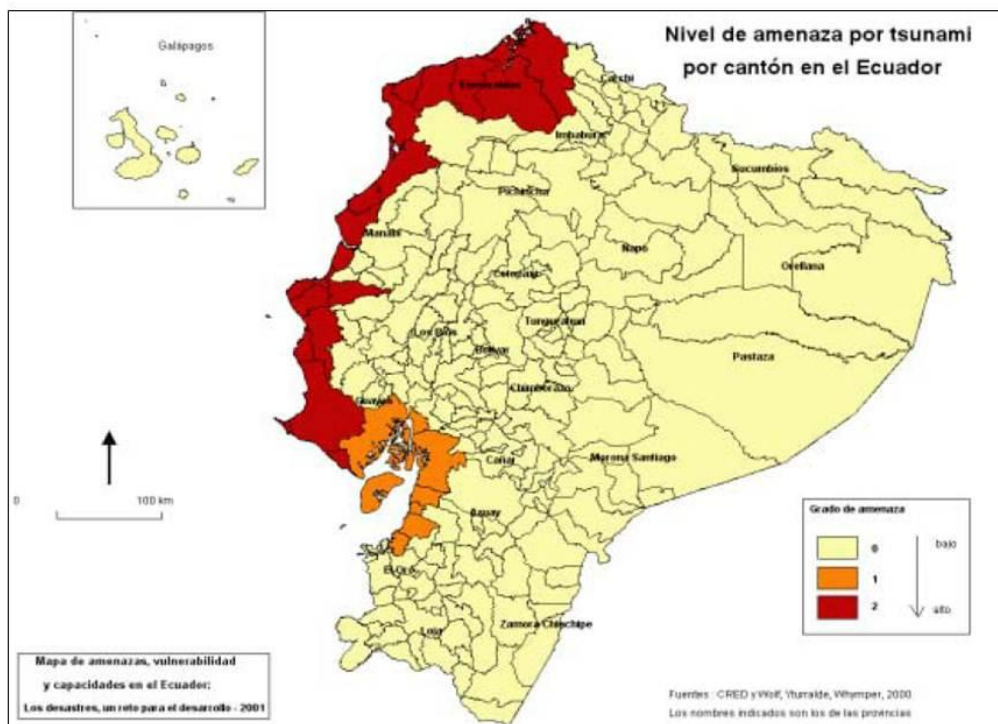 Galápagos
Nivel de amenaza por tsunami
por cantón en el Ecuador
Carchi
Esmeraldas
Imbabura
Sucumbíos
Pichincha
Manabí
Napo
Orellana
Cotopaxi
Los Ríos
Tungurahua
Bolívar
Pastaza
Chimborazo
Guayas
Cañar
Morona Santiago
0
100 km
Azuay
El Oro
Loja
Zamora Chinchipe
Grado de amenaza
0
bajo
1
2
alto
Mapa de amenazas, vulnerabilidad
y capacidades en el Ecuador;
Los desastres, un reto para el desarrollo - 2001
Fuentes : CRED y Wolf, Yturralde, Whymper, 2000
Los nombres indicados son los de las provincias